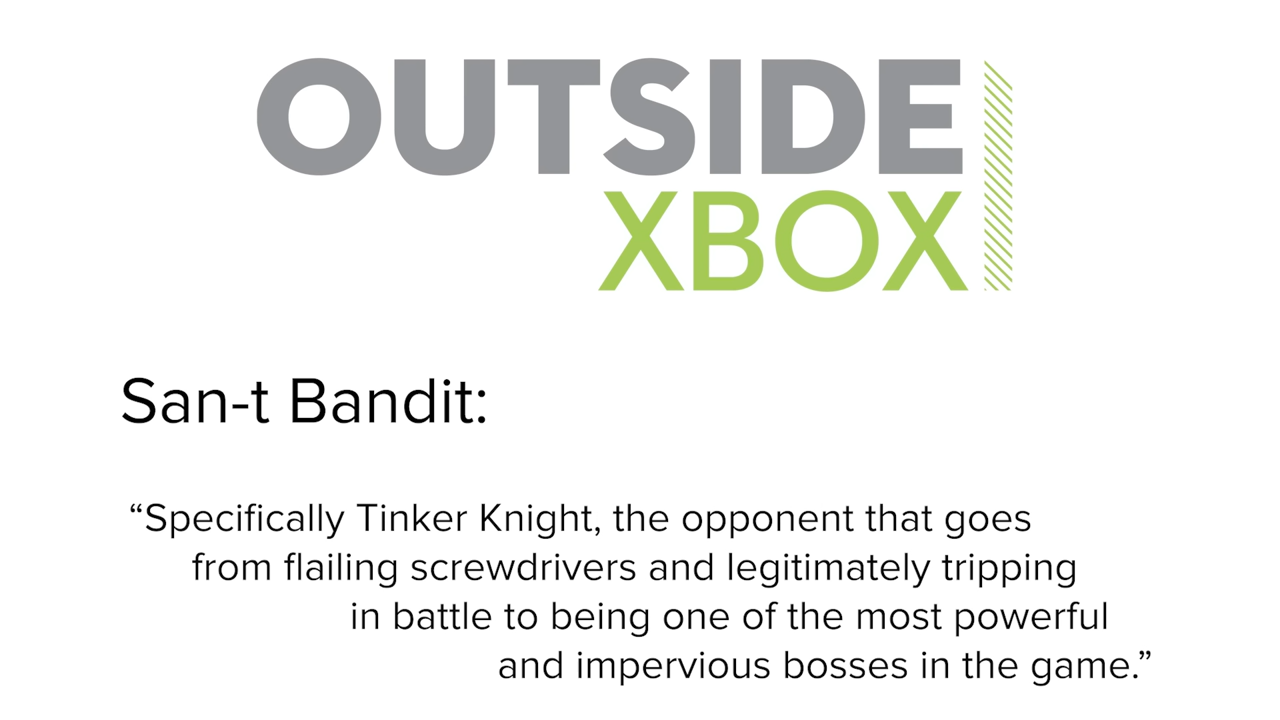 OUTSIDE
XBOX
San-t Bandit:
“Specifically Tinker Knight, the opponent that goes
from flailing screwdrivers and legitimately tripping
in battle to being one of the most powerful
and impervious bosses in the game.”